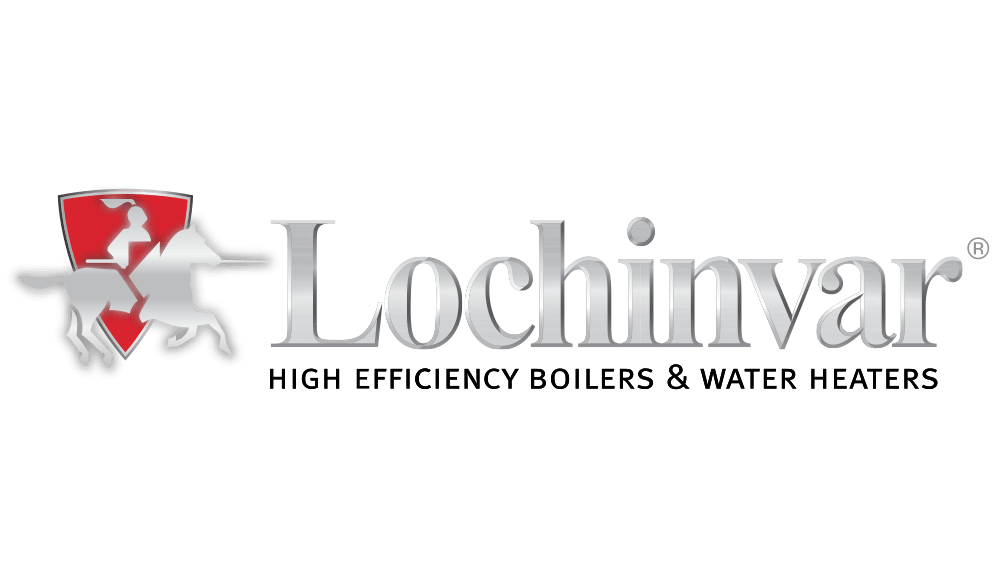 Lochinvar®
HIGH EFFICIENCY BOILERS & WATER HEATERS